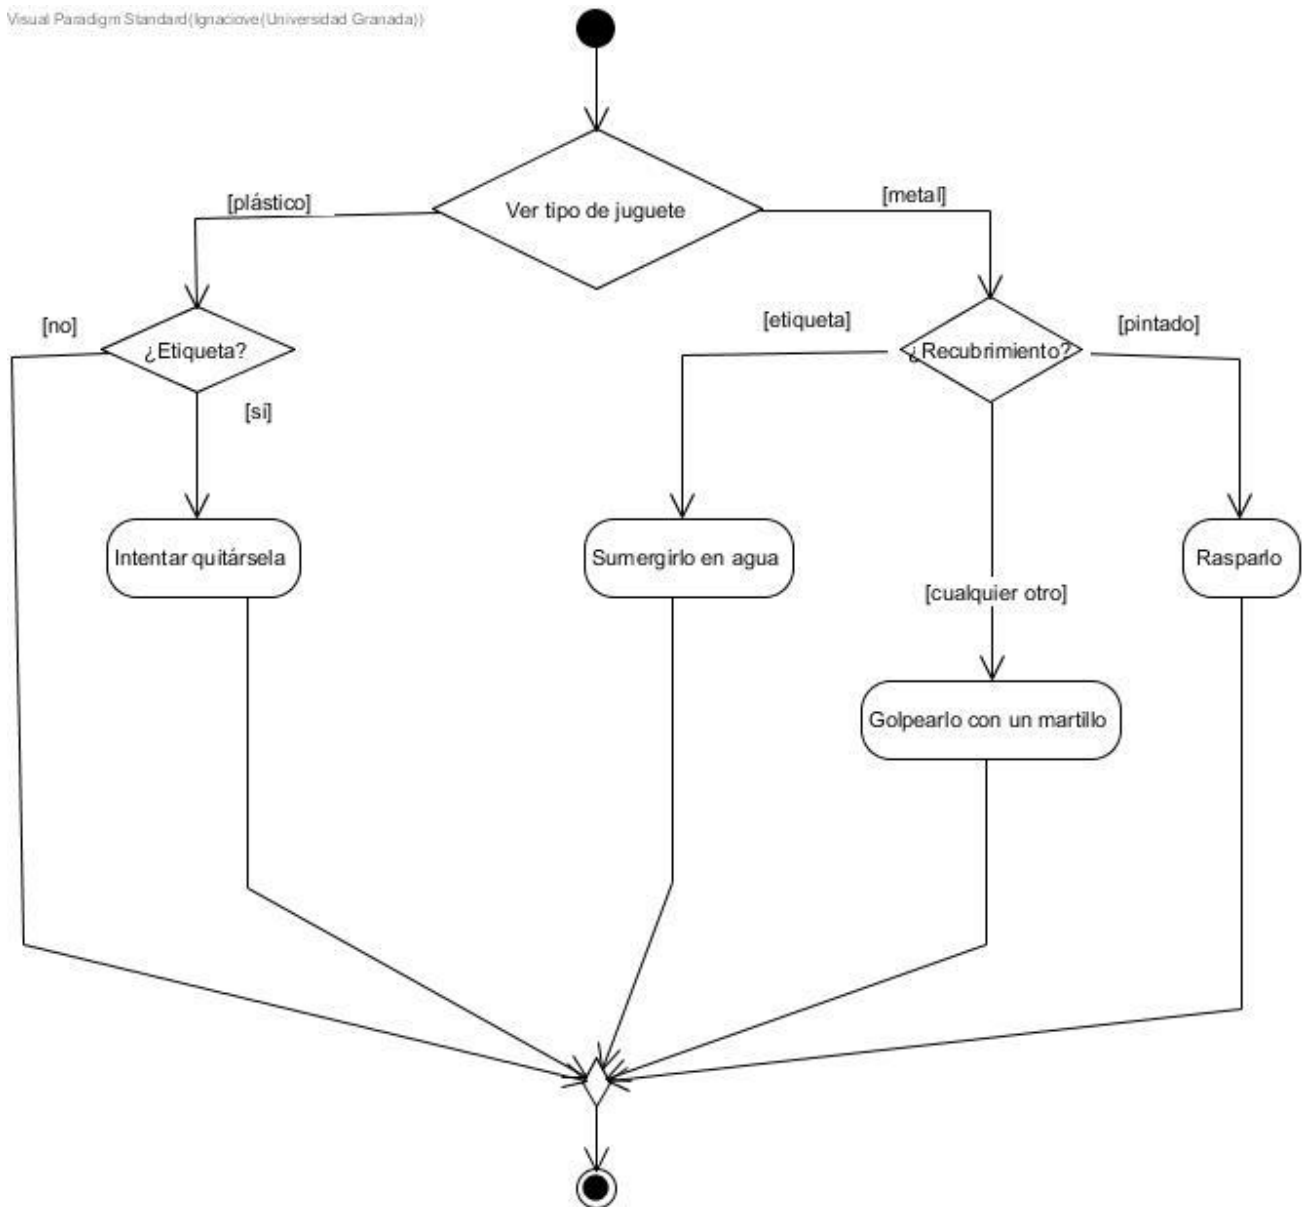 Visual Paradigm Standard(Ignaciove(Universidad Granada))
[plástico]
Ver tipo de juguete
[metal]
[no]
¿Etiqueta?
[si]
[etiqueta]
¿Recubrimiento?
[pintado]
Intentar quitársela
Sumergirlo en agua
[cualquier otro]
Rasparlo
Golpearlo con un martillo